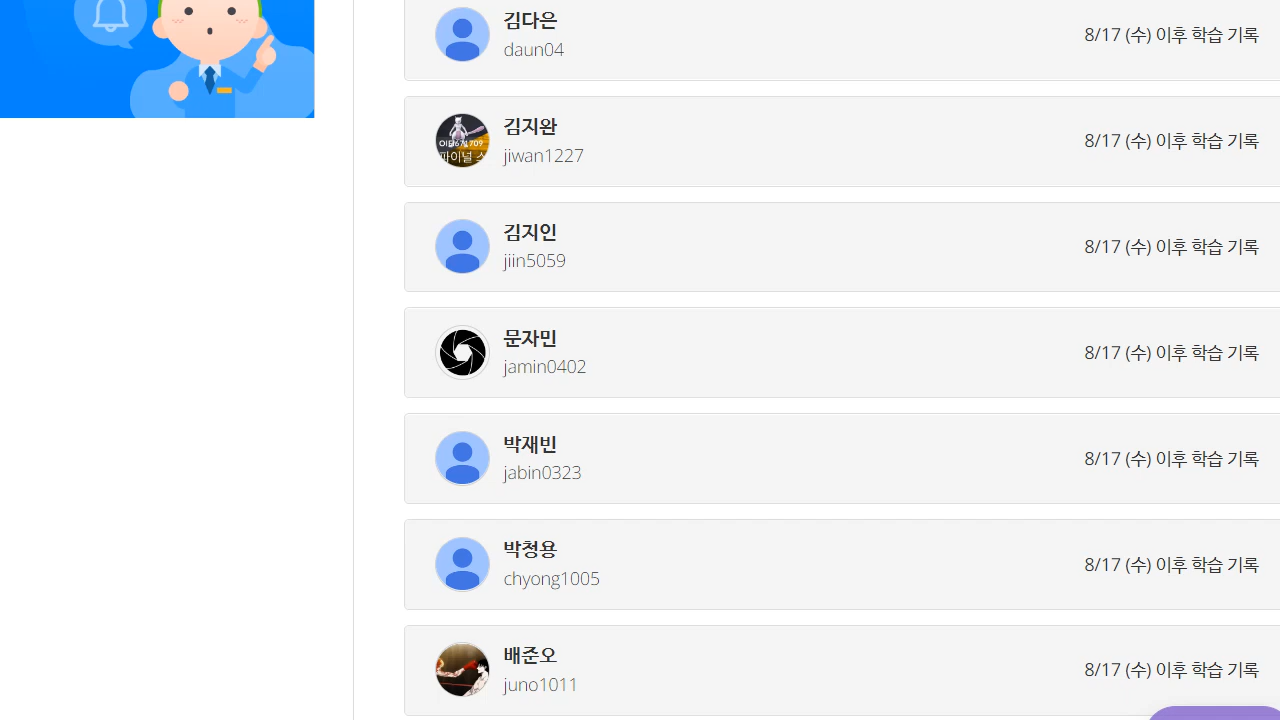 김다은
daun04
8/17 (수) 이후 학습 기록
김지완
jiwan1227
8/17 (수) 이후 학습 기록
파이널 스
김지인
jiin5059
8/17 (수) 이후 학습 기록
문자민
jamin0402
8/17 (수) 이후 학습 기록
박재빈
jabin0323
8/17 (수) 이후 학습 기록
박청용
chyong1005
8/17 (수) 이후 학습 기록
배준오
juno1011
8/17 (수) 이후 학습 기록